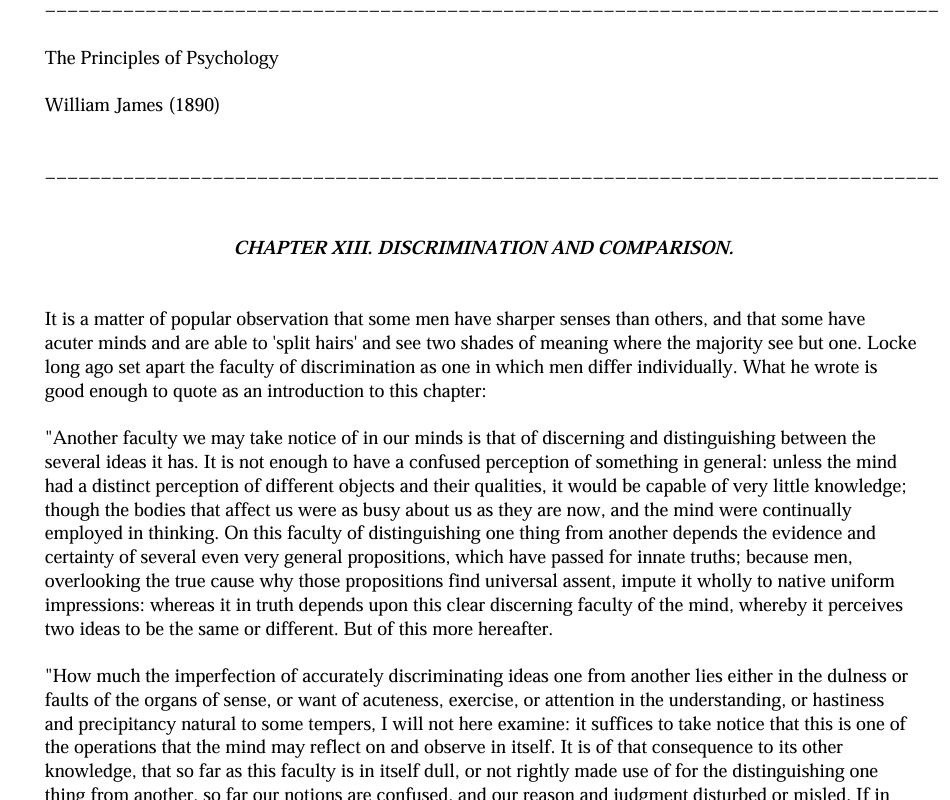 The Principles of Psychology
William James (1890)
CHAPTER XIII. DISCRIMINATION AND COMPARISON.
It is a matter of popular observation that some men have sharper senses than others, and that some have
acuter minds and are able to 'split hairs' and see two shades of meaning where the majority see but one. Locke
long ago set apart the faculty of discrimination as one in which men differ individually. What he wrote is
good enough to quote as an introduction to this chapter:
"Another faculty we may take notice of in our minds is that of discerning and distinguishing between the
several ideas it has. It is not enough to have a confused perception of something in general: unless the mind
had a distinct perception of different objects and their qualities, it would be capable of very little knowledge;
though the bodies that affect us were as busy about us as they are now, and the mind were continually
employed in thinking. On this faculty of distinguishing one thing from another depends the evidence and
certainty of several even very general propositions, which have passed for innate truths; because men,
overlooking the true cause why those propositions find universal assent, impute it wholly to native uniform
impressions: whereas it in truth depends upon this clear discerning faculty of the mind, whereby it perceives
two ideas to be the same or different. But of this more hereafter.
"How much the imperfection of accurately discriminating ideas one from another lies either in the dulness or
faults of the organs of sense, or want of acuteness, exercise, or attention in the understanding, or hastiness
and precipitancy natural to some tempers, I will not here examine: it suffices to take notice that this is one of
the operations that the mind may reflect on and observe in itself. It is of that consequence to its other
knowledge, that so far as this faculty is in itself dull, or not rightly made use of for the distinguishing one
thing from another, so far our notions are confused, and our reason and judgment disturbed or misled. If in